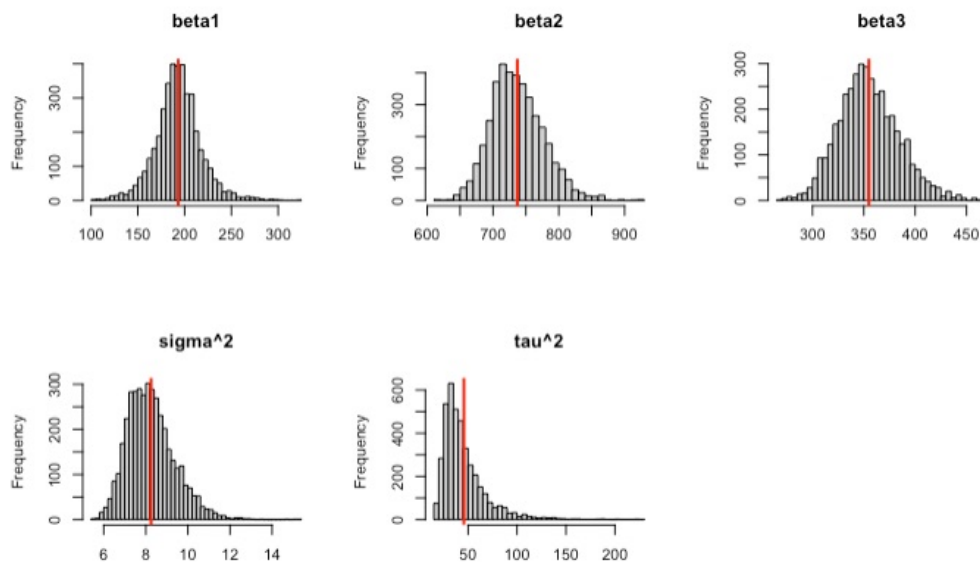 beta1
Frequency
0 100 300
100 150 200 250 300
beta2
Frequency
0 100 300
600 700 800 900
beta3
Frequency
0 100 200 300
300 350 400 450
sigma^2
Frequency
0 100 200 300
6 8 10 12 14
tau^2
Frequency
0 200 400 600
50 100 150 200